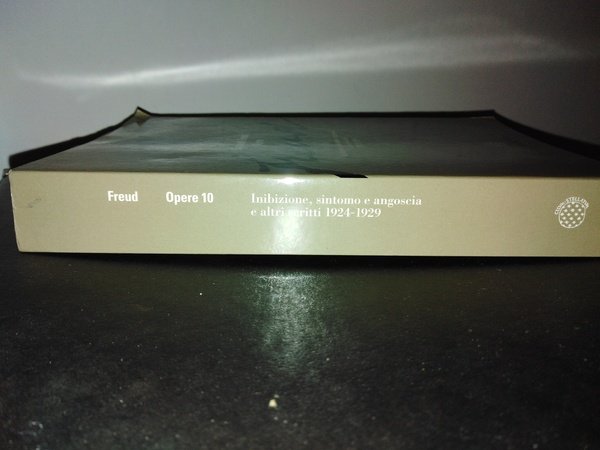 Freud Opere 10 Inibizione, sintomo e angoscia
e altri scritti 1924-1929